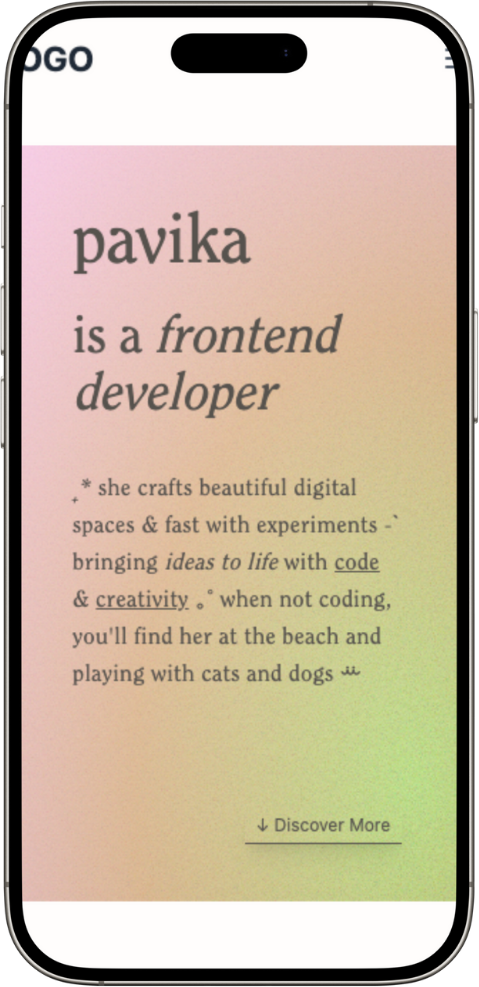 OGO
pavika
is a frontend
developer
˖* she crafts beautiful digital
spaces & fast with experiments -`
bringing ideas to life with code
& creativity ｡˚ when not coding,
you'll find her at the beach and
playing with cats and dogs ᄽ
↓ Discover More